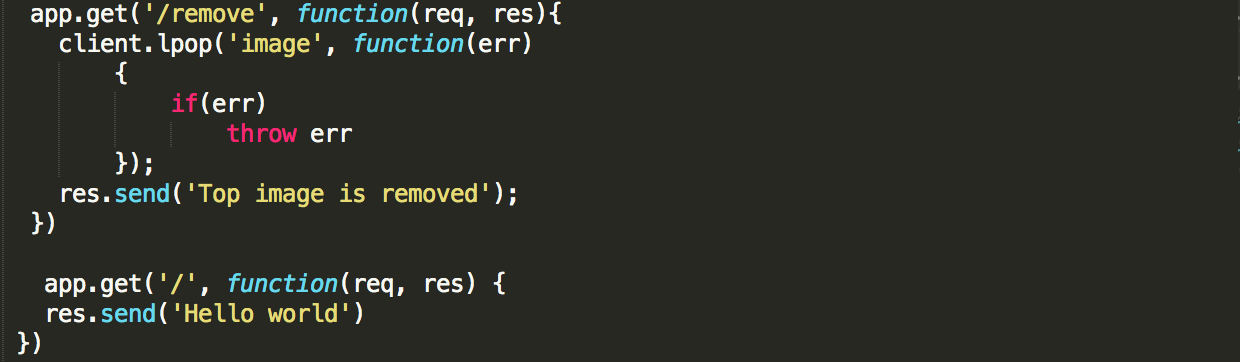 app.get('/remove', function(req, res){
client.lpop('image', function(err)
{
if(err)
throw err
});
res.send('Top image is removed');
})
app.get('/', function(req, res) {
res.send('Hello world')
})